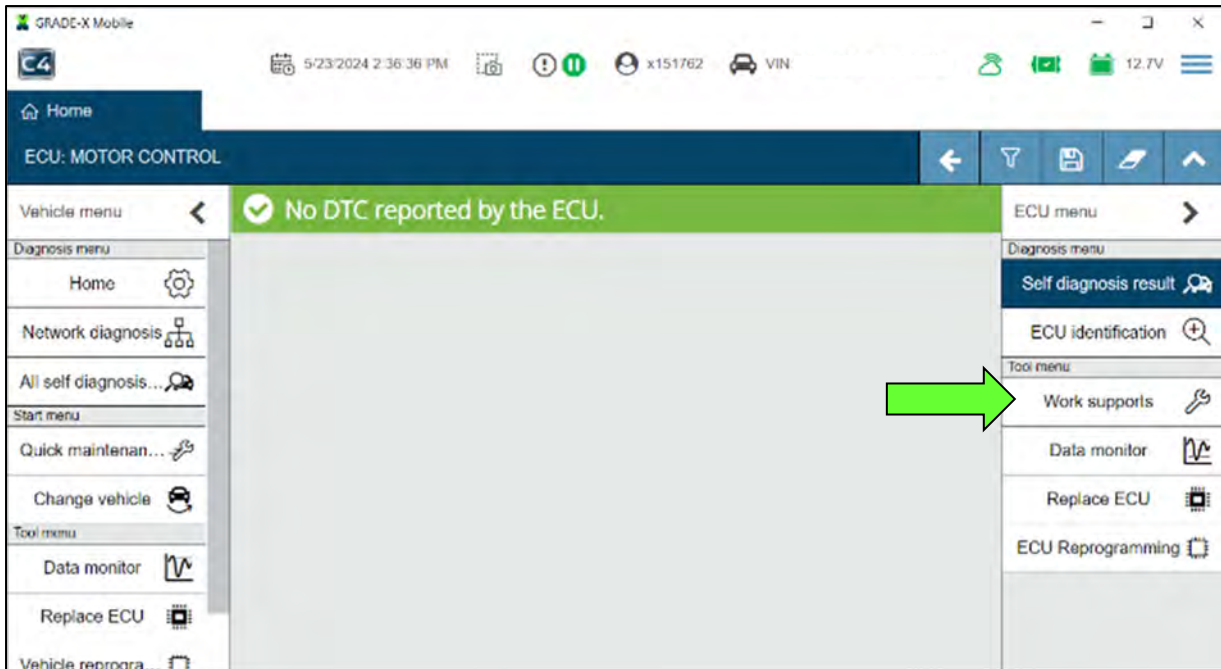 GRADE-X Mobile
C4
5/23/2024 2:36:36 PM
x151762
VIN
12.7V
Home
ECU: MOTOR CONTROL
Vehicle menu
Diagnosis menu
Home
Network diagnosis
All self diagnosis...
Start menu
Quick maintenan...
Change vehicle
Tool menu
Data monitor
Replace ECU
Vehicle reprogra...
No DTC reported by the ECU.
ECU menu
Diagnosis menu
Self diagnosis result
ECU identification
Tool menu
Work supports
Data monitor
Replace ECU
ECU Reprogramming